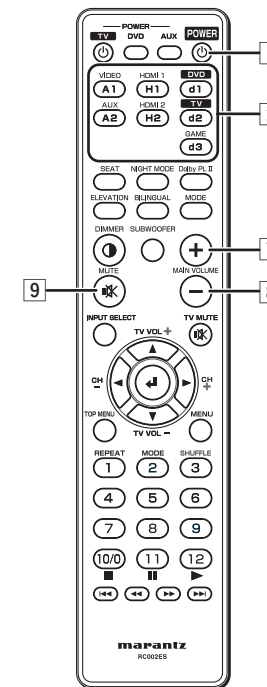 POWER
TV DVD AUX POWER
VIDEO HDMI 1 DVD
A1 H1 d1
AUX HDMI 2 TV
A2 H2 d2
GAME
d3
SEAT NIGHT MODE Dolby PL II
ELEVATION BILINGUAL MODE
DIMMER SUBWOOFER
+
MUTE MAIN VOLUME
9
−
INPUT SELECT TV VOL + TV MUTE
CH − CH +
TOP MENU TV VOL − MENU
REPEAT MODE SHUFFLE
1 2 3
4 5 6
7 8 9
10/0 11 12
marantz
RC002ES